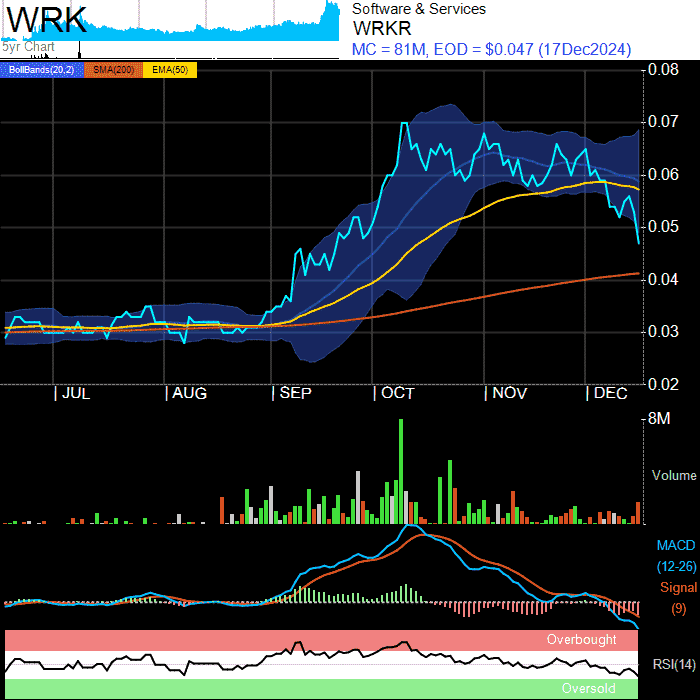 WRK
5yr Chart
Software & Services
WRKR
MC = 81M, EOD = $0.047 (17Dec2024)
BollBands(20,2) SMA(200) EMA(50)
0.08
0.07
0.06
0.05
0.04
0.03
0.02
JUL AUG SEP OCT NOV DEC
8M
Volume
MACD
(12-26)
Signal
(9)
Overbought
RSI(14)
Oversold